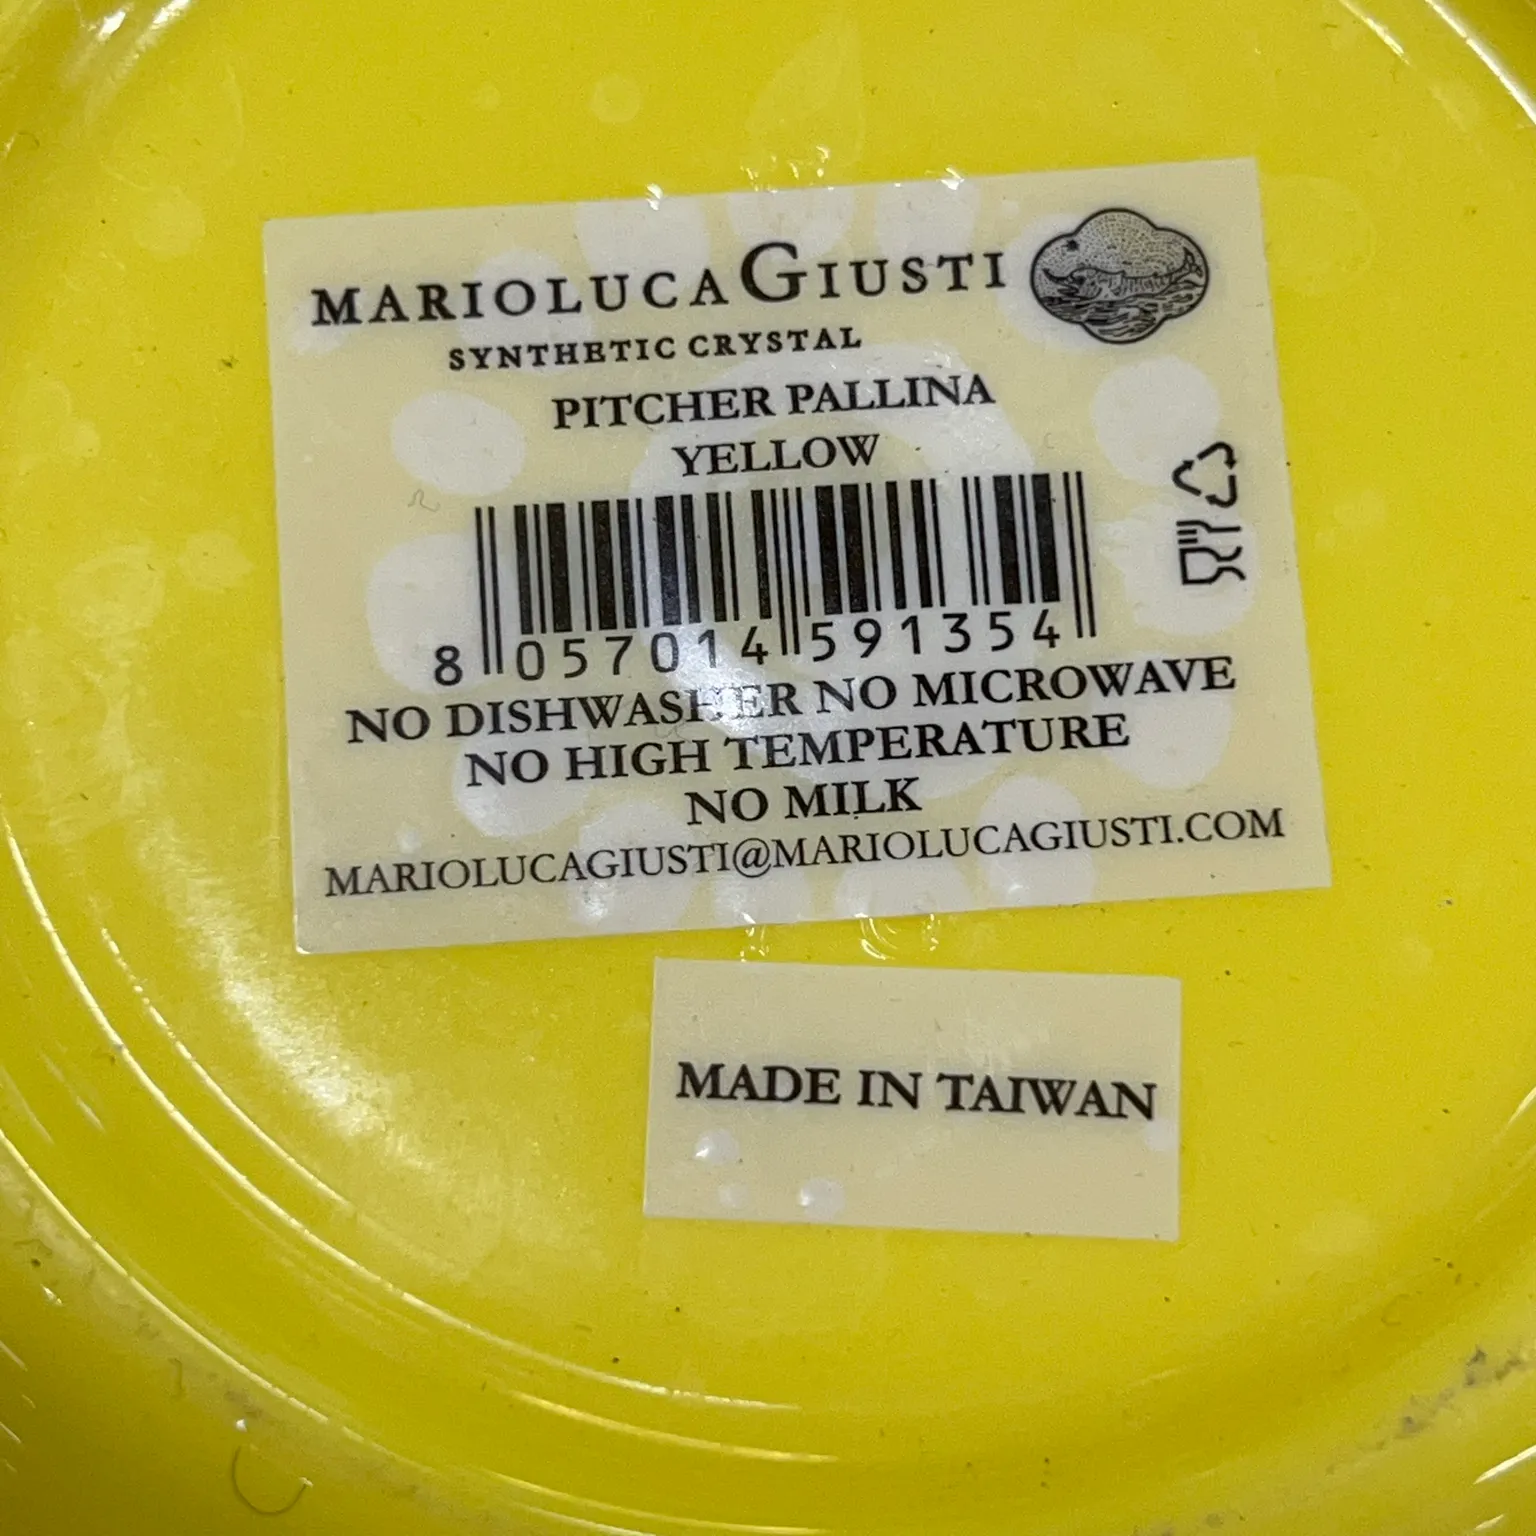 MARIOLUCAGIUSTI
SYNTHETIC CRYSTAL
PITCHER PALLINA
YELLOW
8 057014 591354
NO DISHWASHER NO MICROWAVE
NO HIGH TEMPERATURE
NO MILK
MARIOLUCAGIUSTI@MARIOLUCAGIUSTI.COM
MADE IN TAIWAN